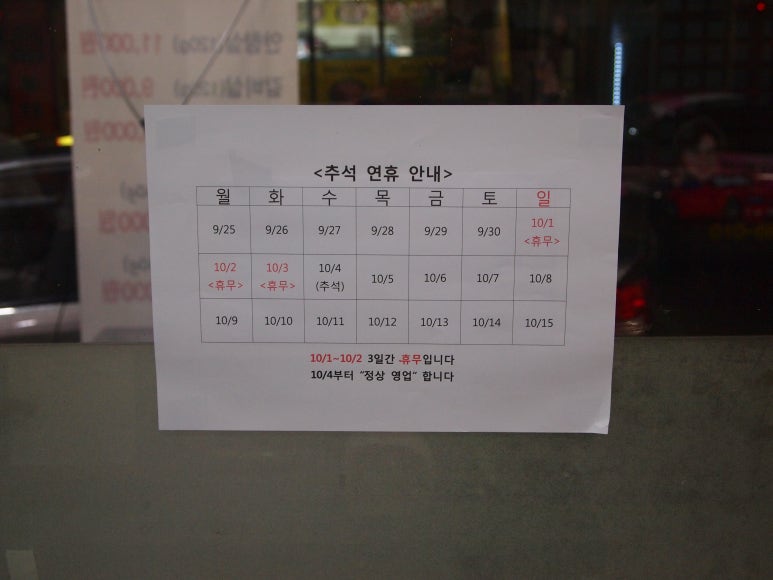 <추석 연휴 안내>
월 화 수 목 금 토 일
9/25 9/26 9/27 9/28 9/29 9/30 10/1
<휴무>
10/2 10/3 10/4 10/5 10/6 10/7 10/8
<휴무> <휴무> (추석)
10/9 10/10 10/11 10/12 10/13 10/14 10/15
10/1~10/2 3일간 휴무입니다
10/4부터 "정상 영업" 합니다